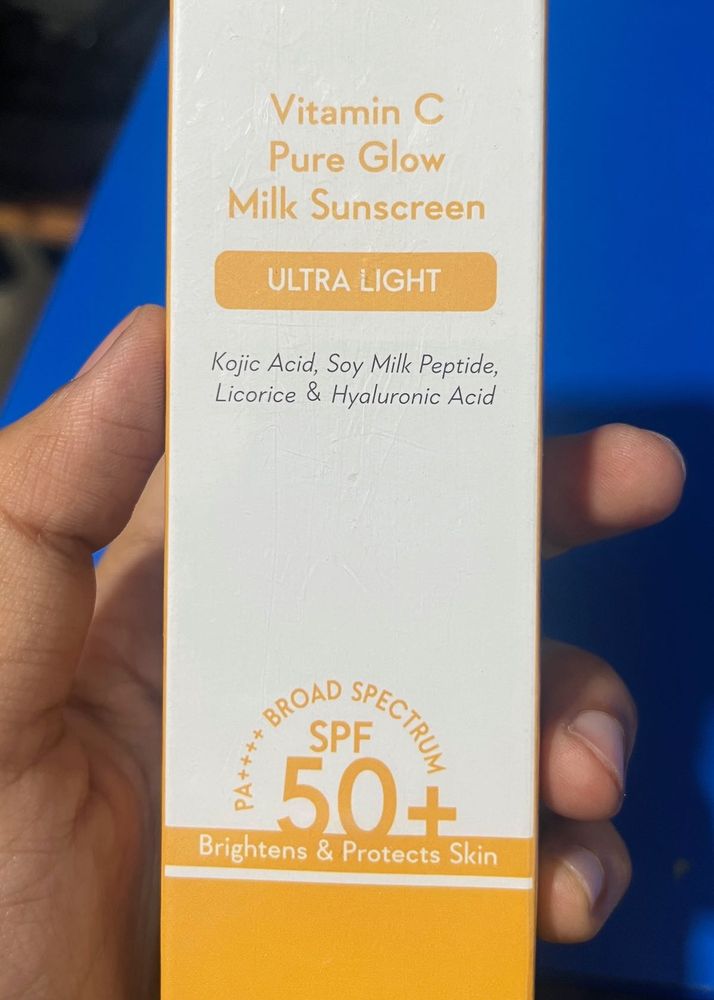 Vitamin C
Pure Glow
Milk Sunscreen
ULTRA LIGHT
Kojic Acid, Soy Milk Peptide,
Licorice & Hyaluronic Acid
PA++++ BROAD SPECTRUM
SPF
50+
Brightens & Protects Skin